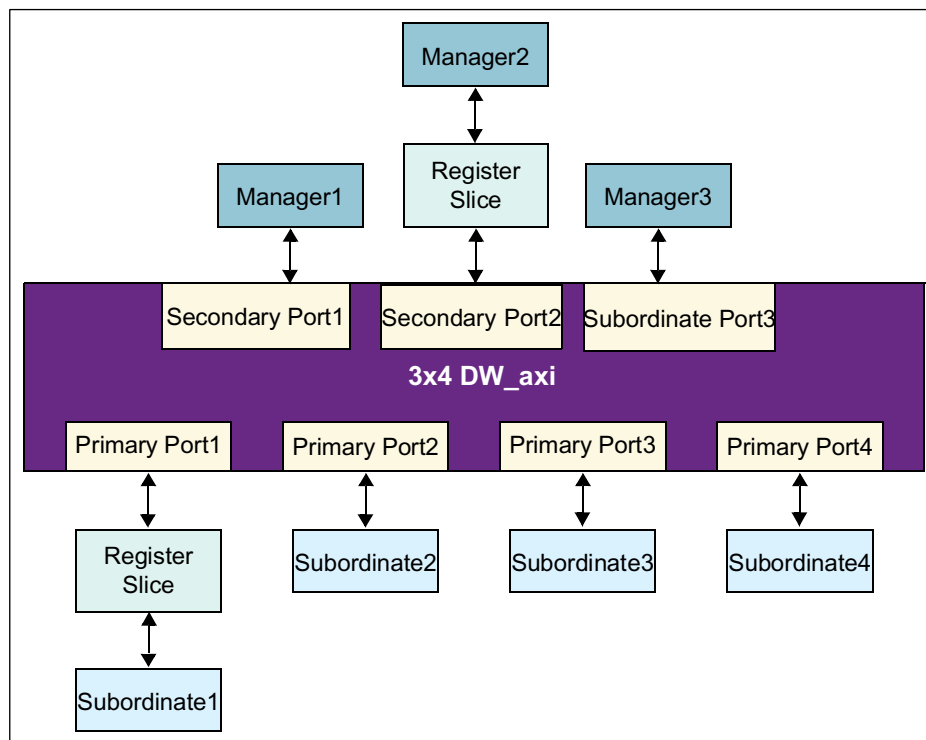 Manager2
Register
Slice
Manager1
Manager3
Secondary Port1
Secondary Port2
Subordinate Port3
3x4 DW_axi
Primary Port1
Primary Port2
Primary Port3
Primary Port4
Register
Slice
Subordinate2
Subordinate3
Subordinate4
Subordinate1